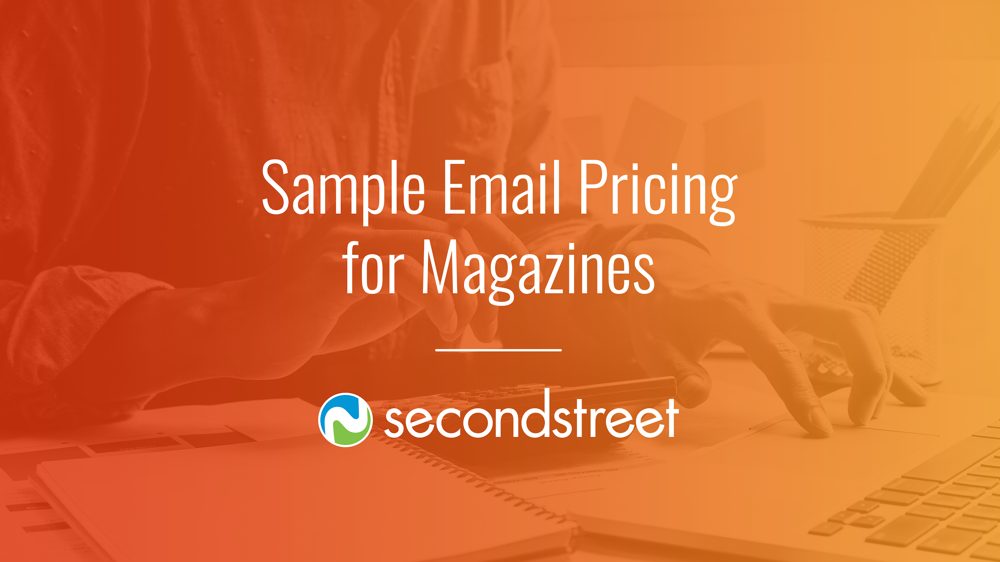 Sample Email Pricing
for Magazines
secondstreet